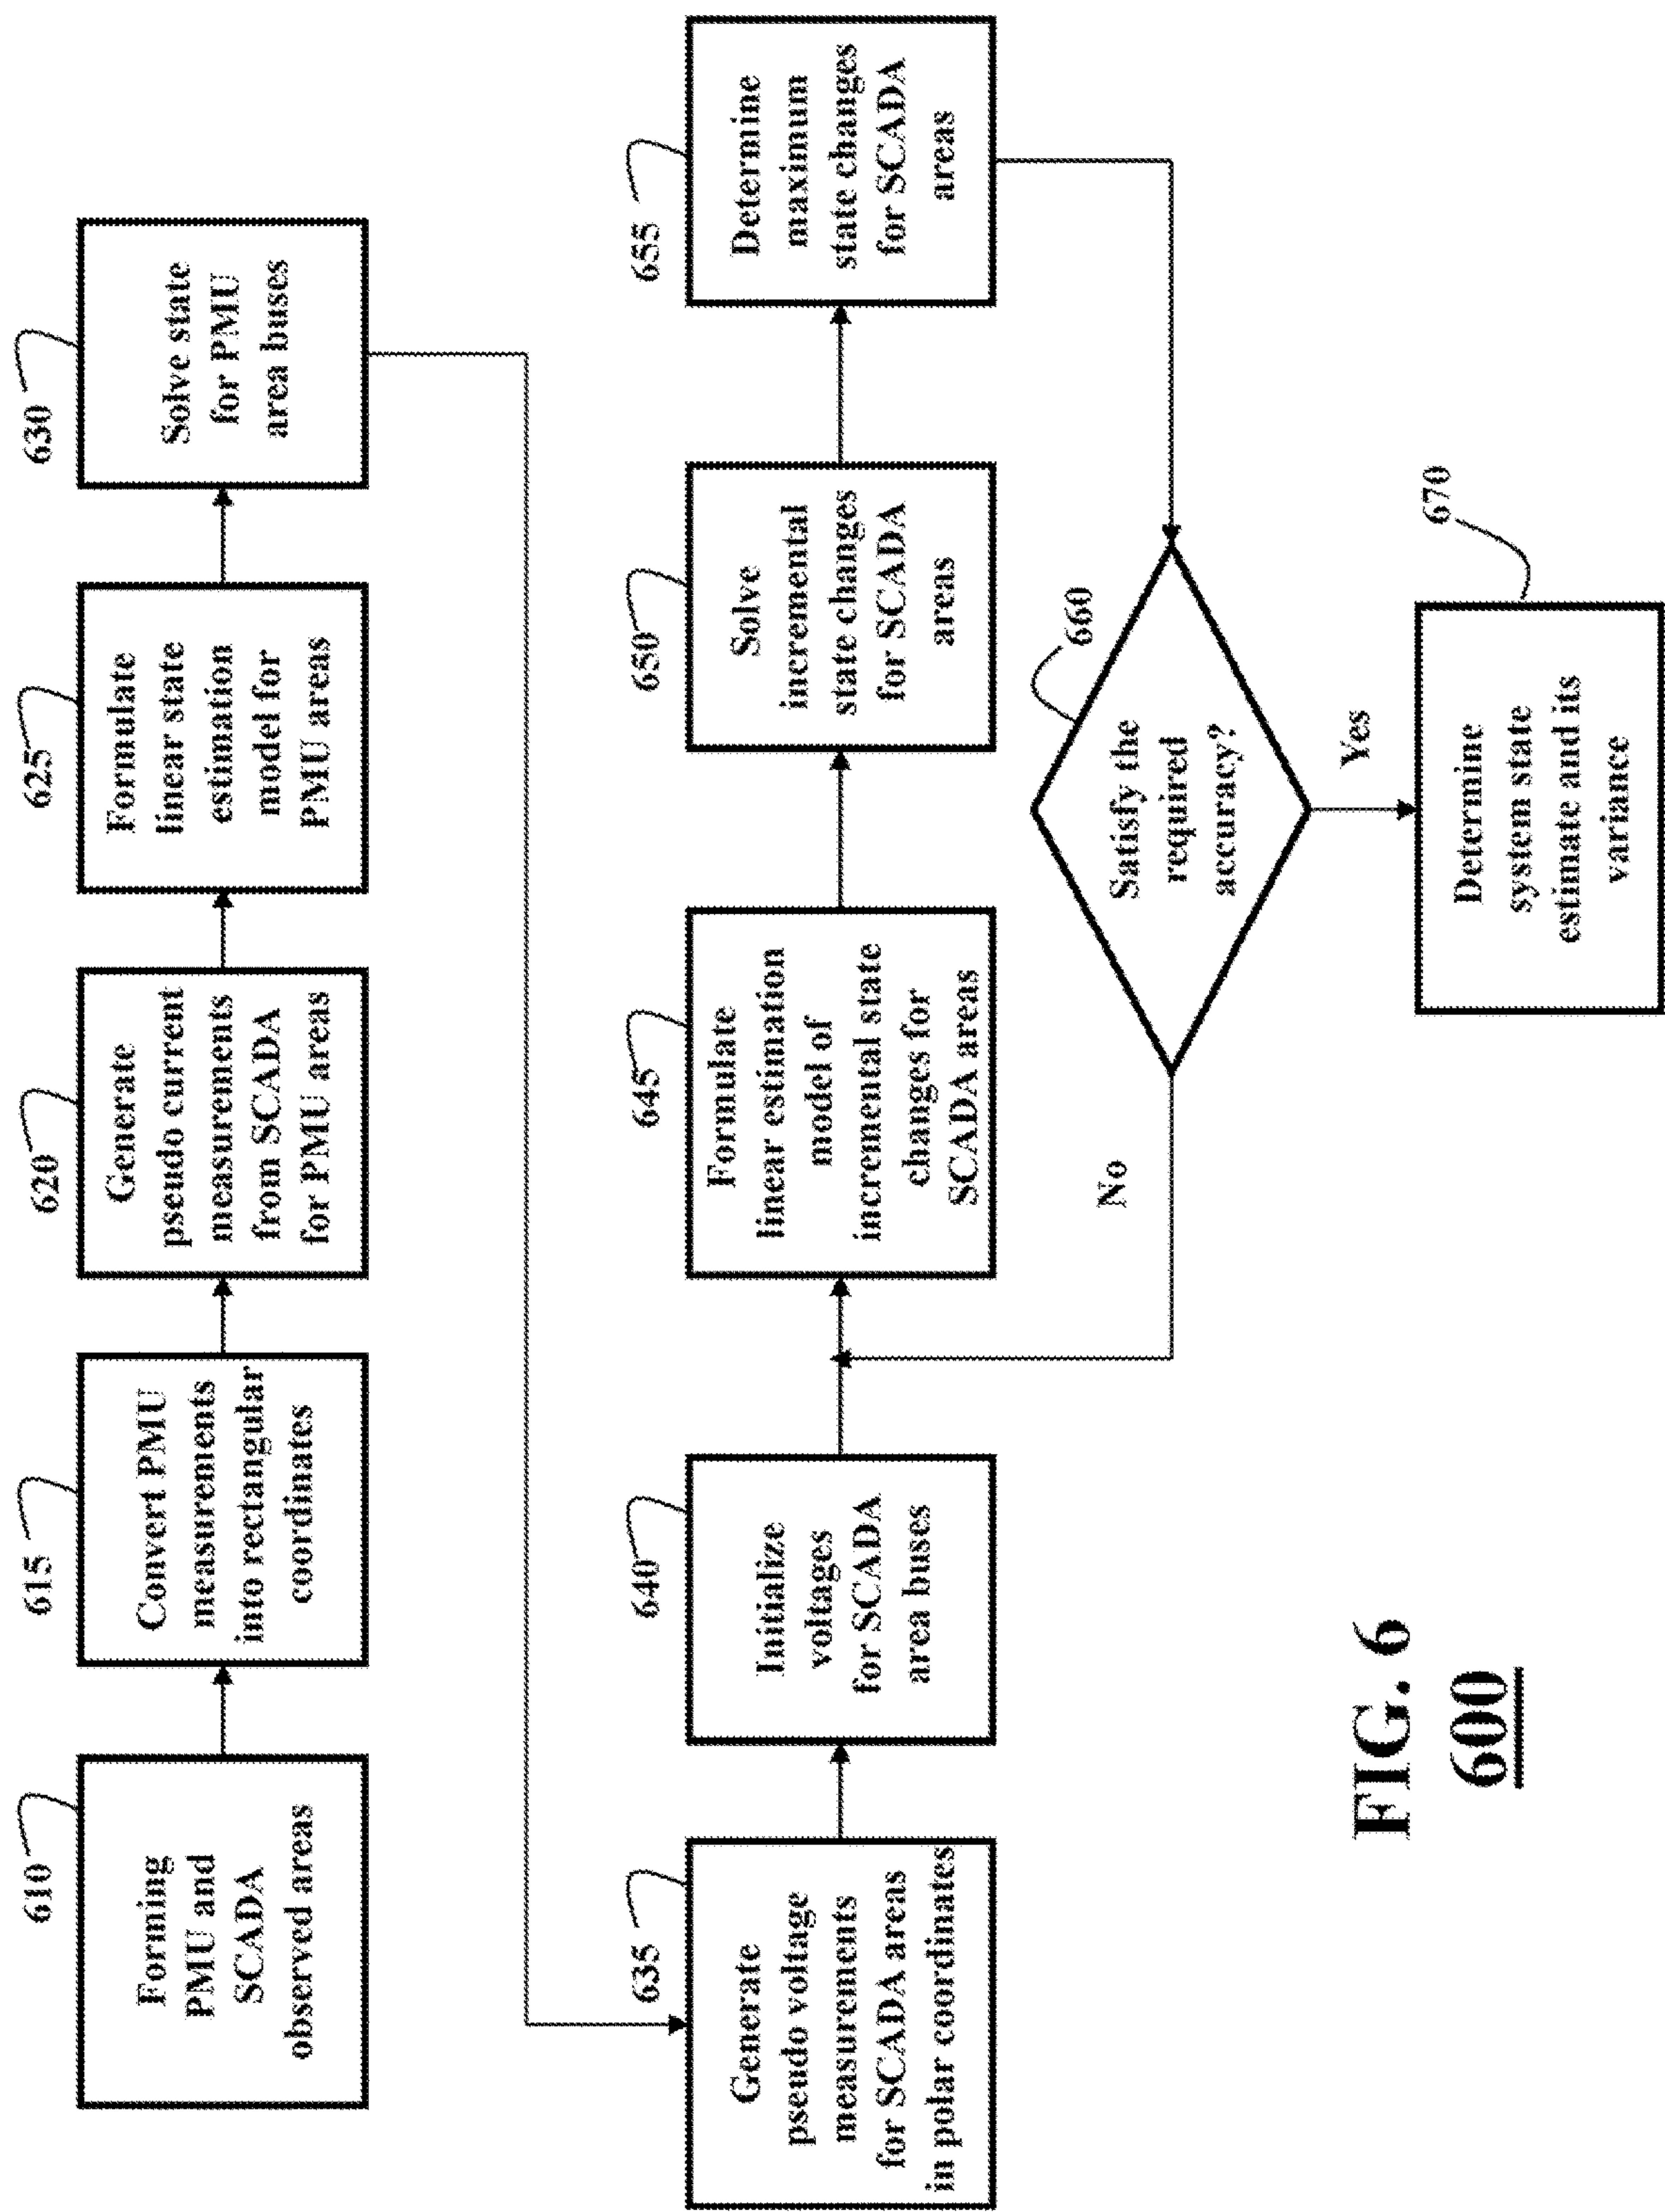 610
Forming
PMU and
SCADA
observed areas
615
Convert PMU
measurements
into rectangular
coordinates
620
Generate
pseudo current
measurements
from SCADA
for PMU areas
625
Formulate
linear state
estimation
model for
PMU areas
630
Solve state
for PMU
area buses
635
Generate
pseudo voltage
measurements
for SCADA areas
in polar coordinates
640
Initialize
voltages
for SCADA
area buses
645
Formulate
linear estimation
model of
incremental state
changes for
SCADA areas
650
Solve
incremental
state changes
for SCADA
areas
655
Determine
maximum
state changes
for SCADA
areas
660
Satisfy the
required
accuracy?
No
Yes
670
Determine
system state
estimate and its
variance
FIG. 6
600